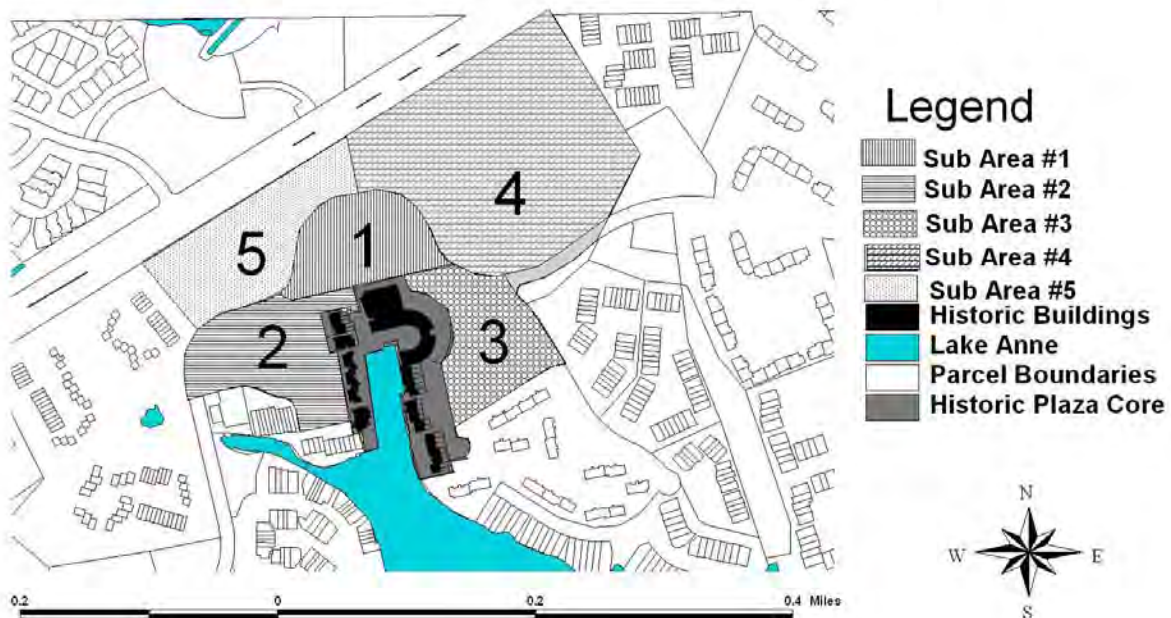 4
5
1
2
3
Legend
Sub Area #1
Sub Area #2
Sub Area #3
Sub Area #4
Sub Area #5
Historic Buildings
Lake Anne
Parcel Boundaries
Historic Plaza Core
N
W E
S
0.2 0 0.2 0.4 Miles